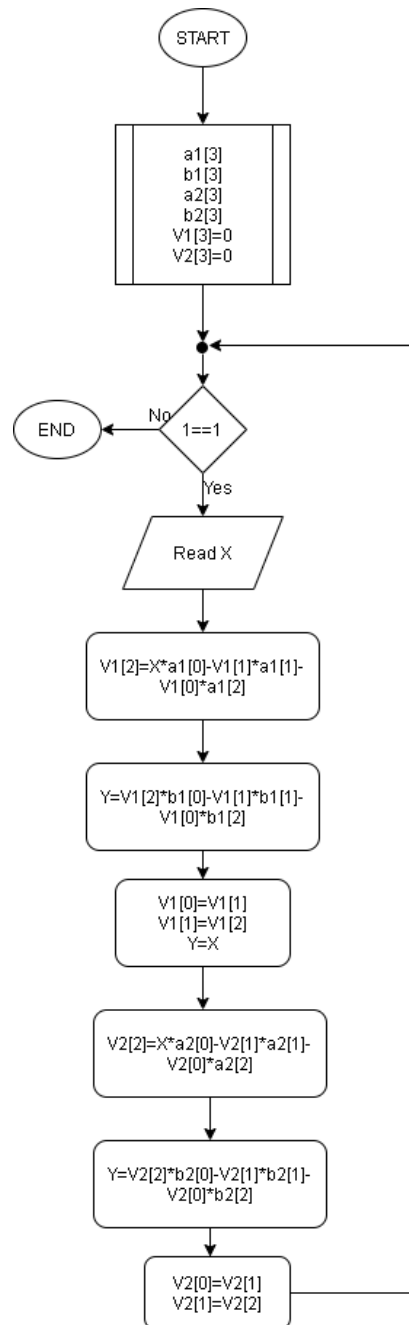 START
a1[3]
b1[3]
a2[3]
b2[3]
V1[3]=0
V2[3]=0
No
1==1
END
Yes
Read X
V1[2]=X*a1[0]-V1[1]*a1[1]-
V1[0]*a1[2]
Y=V1[2]*b1[0]-V1[1]*b1[1]-
V1[0]*b1[2]
V1[0]=V1[1]
V1[1]=V1[2]
Y=X
V2[2]=X*a2[0]-V2[1]*a2[1]-
V2[0]*a2[2]
Y=V2[2]*b2[0]-V2[1]*b2[1]-
V2[0]*b2[2]
V2[0]=V2[1]
V2[1]=V2[2]